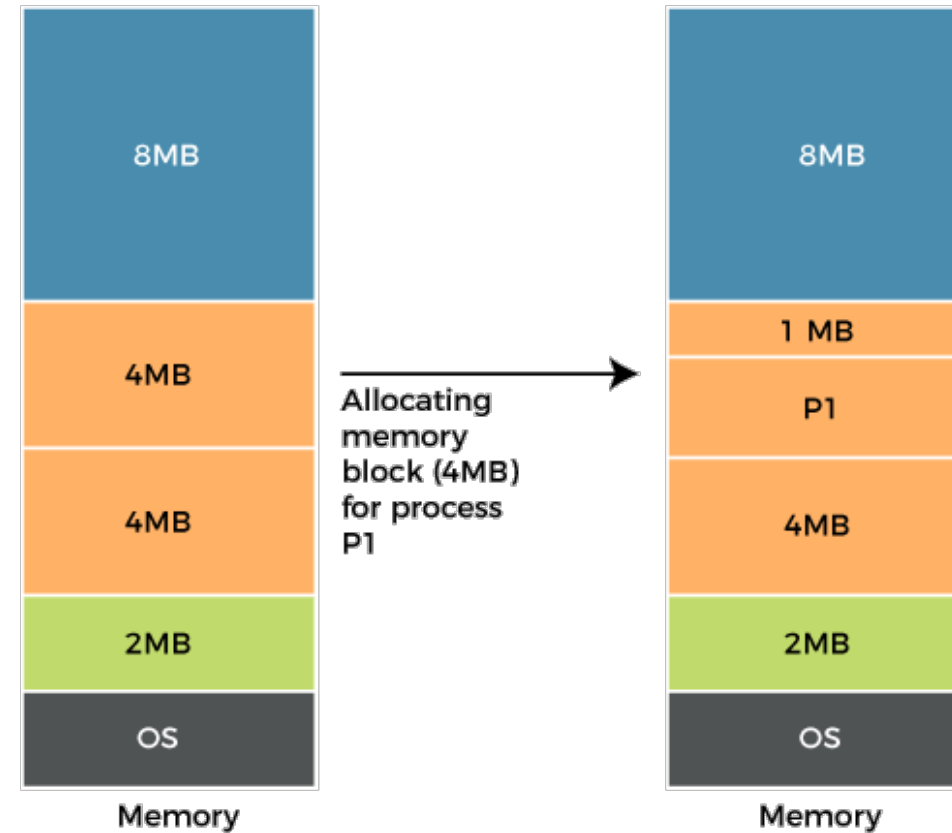 8MB
4MB
4MB
2MB
OS
Memory
Allocating
memory
block (4MB)
for process
P1
8MB
1 MB
P1
4MB
2MB
OS
Memory